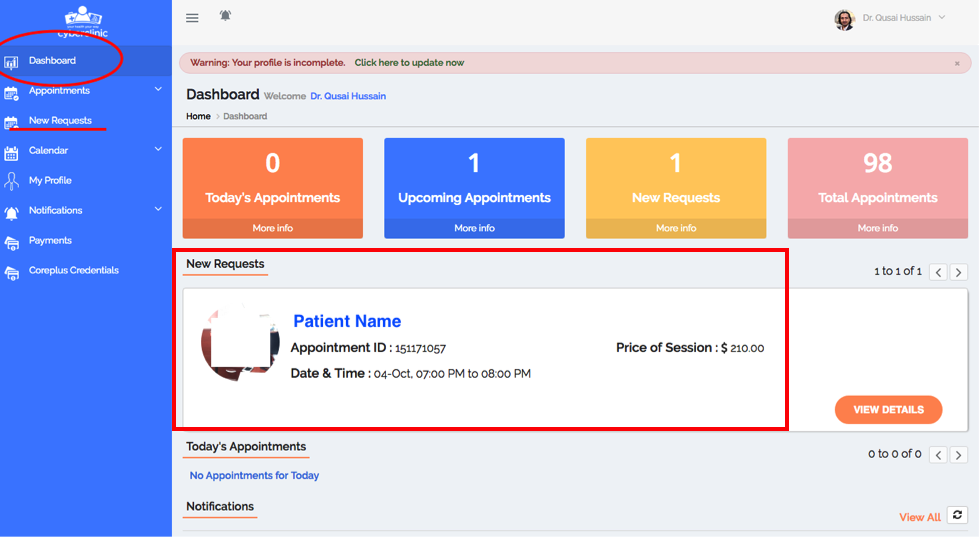 cyberclinic
Dr. Qusai Hussain
Dashboard
Appointments
New Requests
Calendar
My Profile
Notifications
Payments
Coreplus Credentials
Warning: Your profile is incomplete. Click here to update now ×
Dashboard Welcome Dr. Qusai Hussain
Home > Dashboard
0
Today's Appointments
More info
1
Upcoming Appointments
More info
1
New Requests
More info
98
Total Appointments
More info
New Requests
1 to 1 of 1
Patient Name
Appointment ID : 151171057
Price of Session : $ 210.00
Date & Time : 04-Oct, 07:00 PM to 08:00 PM
VIEW DETAILS
Today's Appointments
0 to 0 of 0
No Appointments for Today
Notifications
View All